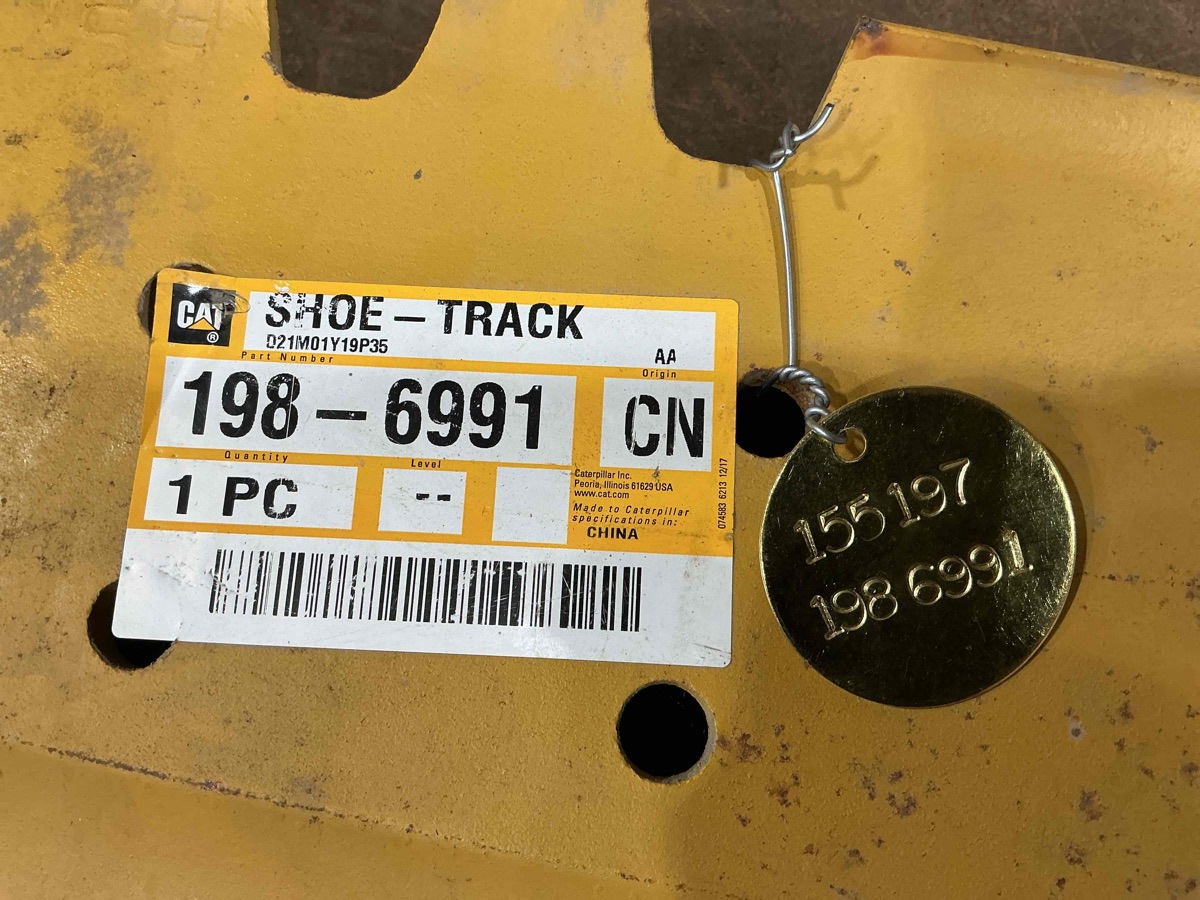 CAT
®
SHOE-TRACK
D21M01Y19P35
AA
Part Number
Origin
198-6991
CN
Quantity
Level
1 PC
--
Caterpillar Inc.
Peoria, Illinois 61629 USA
www.cat.com
Made to Caterpillar
specifications in:
CHINA
074583 6213 12/17
155 197
198 6991